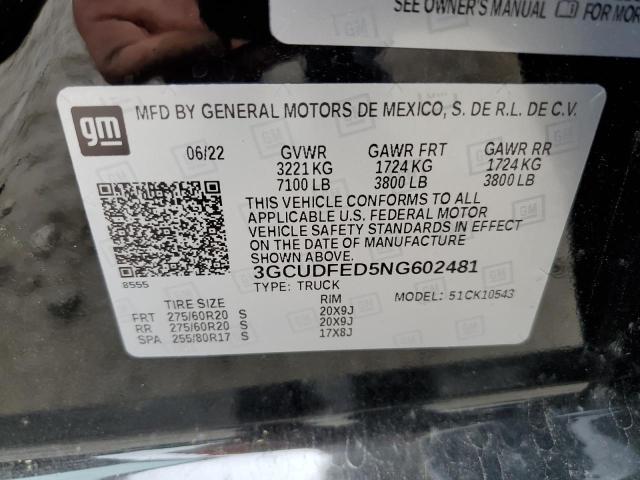 SEE OWNER'S MANUAL FOR MOR
gm
MFD BY GENERAL MOTORS DE MEXICO, S. DE R.L. DE C.V.
06/22 GVWR GAWR FRT GAWR RR
3221 KG 1724 KG 1724 KG
7100 LB 3800 LB 3800 LB
THIS VEHICLE CONFORMS TO ALL
APPLICABLE U.S. FEDERAL MOTOR
VEHICLE SAFETY STANDARDS IN EFFECT
ON THE DATE OF MANUFACTURE
SHOWN ABOVE.
8555
3GCUDFED5NG602481
TYPE: TRUCK MODEL: 51CK10543
TIRE SIZE RIM
FRT 275/60R20 S 20X9J
RR 275/60R20 S 20X9J
SPA 255/80R17 S 17X8J